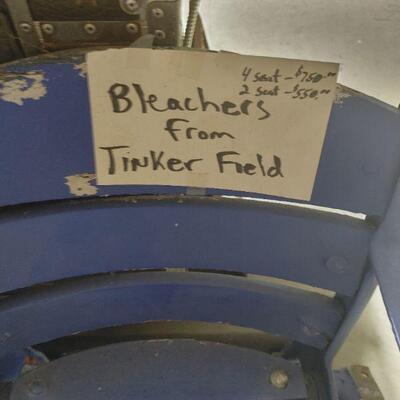 4 seat - $750.00
2 seat - $550.00
Bleachers
From
Tinker Field